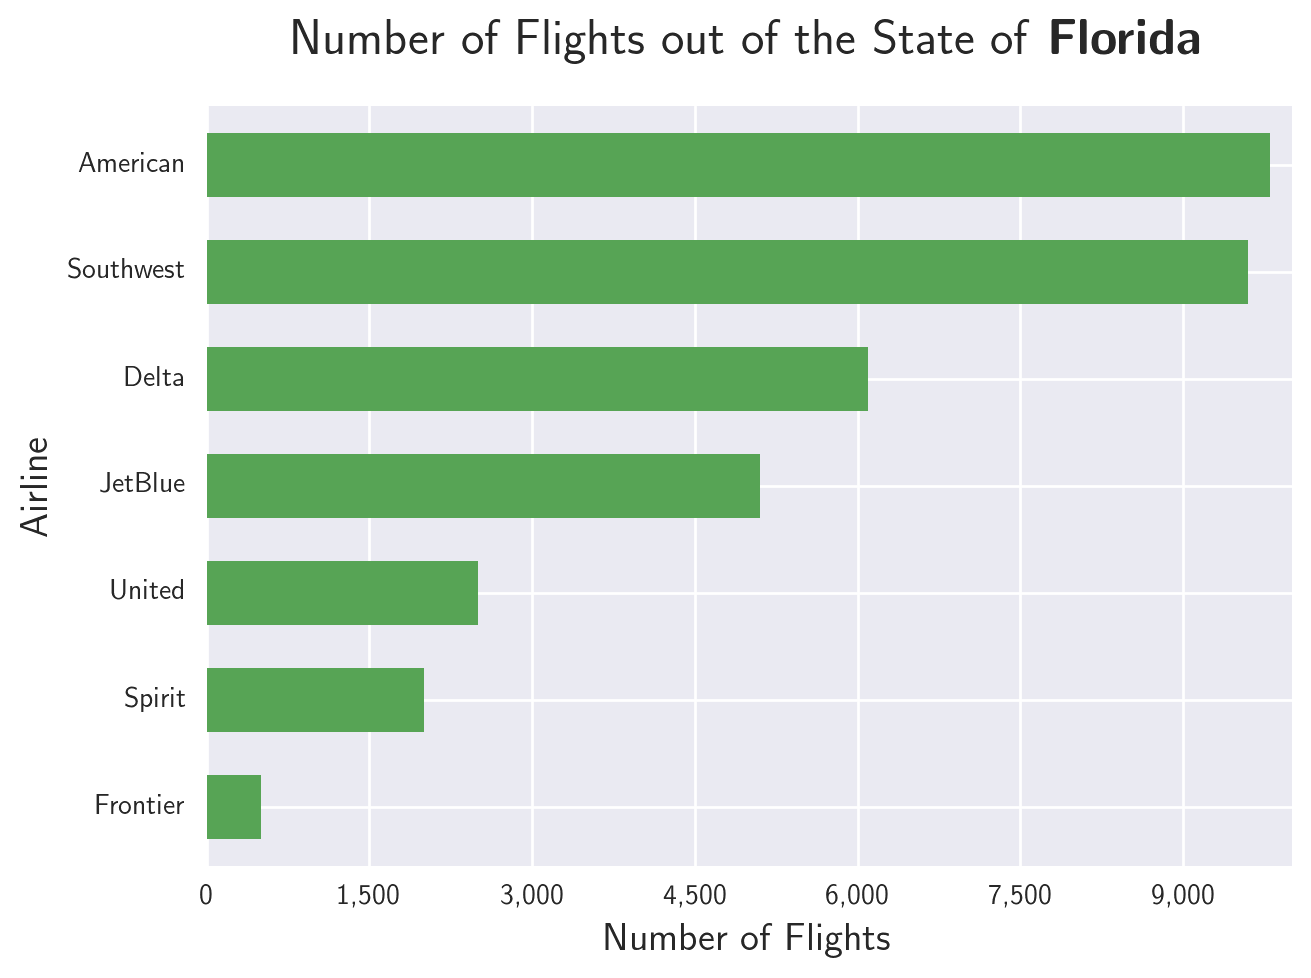 Number of Flights out of the State of Florida
American
Southwest
Delta
JetBlue
United
Spirit
Frontier
Airline
0 1,500 3,000 4,500 6,000 7,500 9,000
Number of Flights